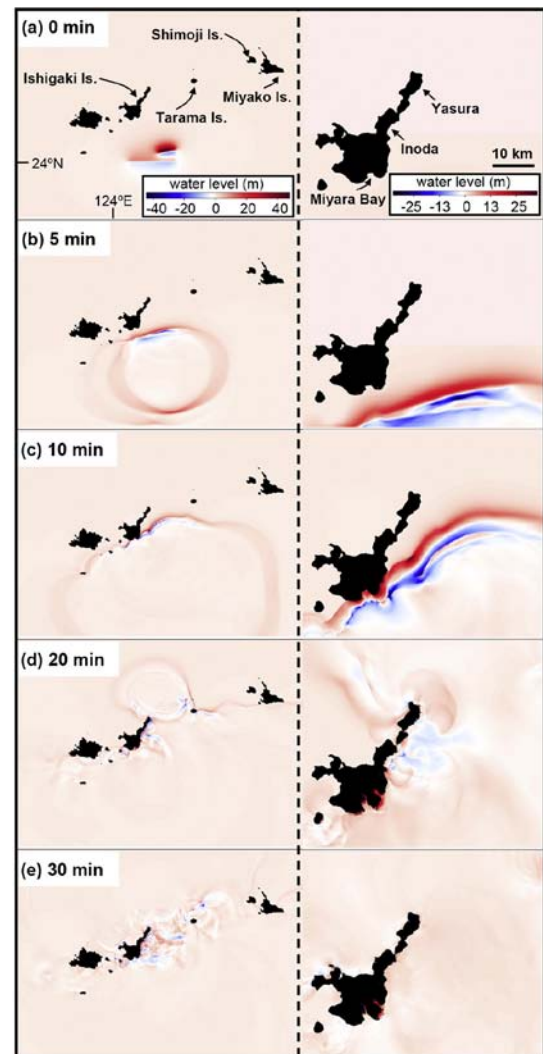 (a) 0 min
Shimoji Is.
Ishigaki Is.
Miyako Is.
Tarama Is.
24°N
124°E
water level (m)
-40 -20 0 20 40
Yasura
Inoda
10 km
Miyara Bay
water level (m)
-25 -13 0 13 25
(b) 5 min
(c) 10 min
(d) 20 min
(e) 30 min